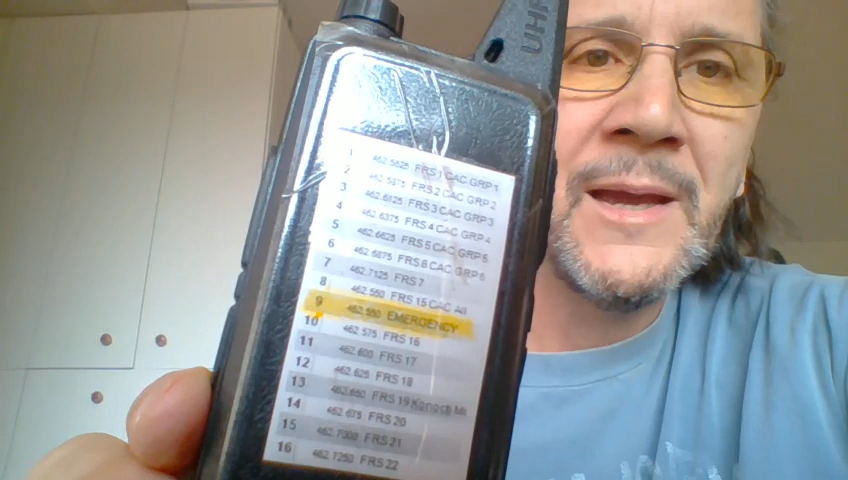 UHF
1 462.5625 FRS 1 CAC GRP 1
2 462.5875 FRS 2 CAC GRP 2
3 462.6125 FRS 3 CAC GRP 3
4 462.6375 FRS 4 CAC GRP 4
5 462.6625 FRS 5 CAC GRP 5
6 462.6875 FRS 6 CAC GRP 6
7 462.7125 FRS 7
8 462.550 FRS 15 CAC All
9 462.550 EMERGENCY
10 462.575 FRS 16
11 462.600 FRS 17
12 462.625 FRS 18
13 462.650 FRS 19
14 462.675 FRS 20
15 462.7000 FRS 21
16 462.7250 FRS 22